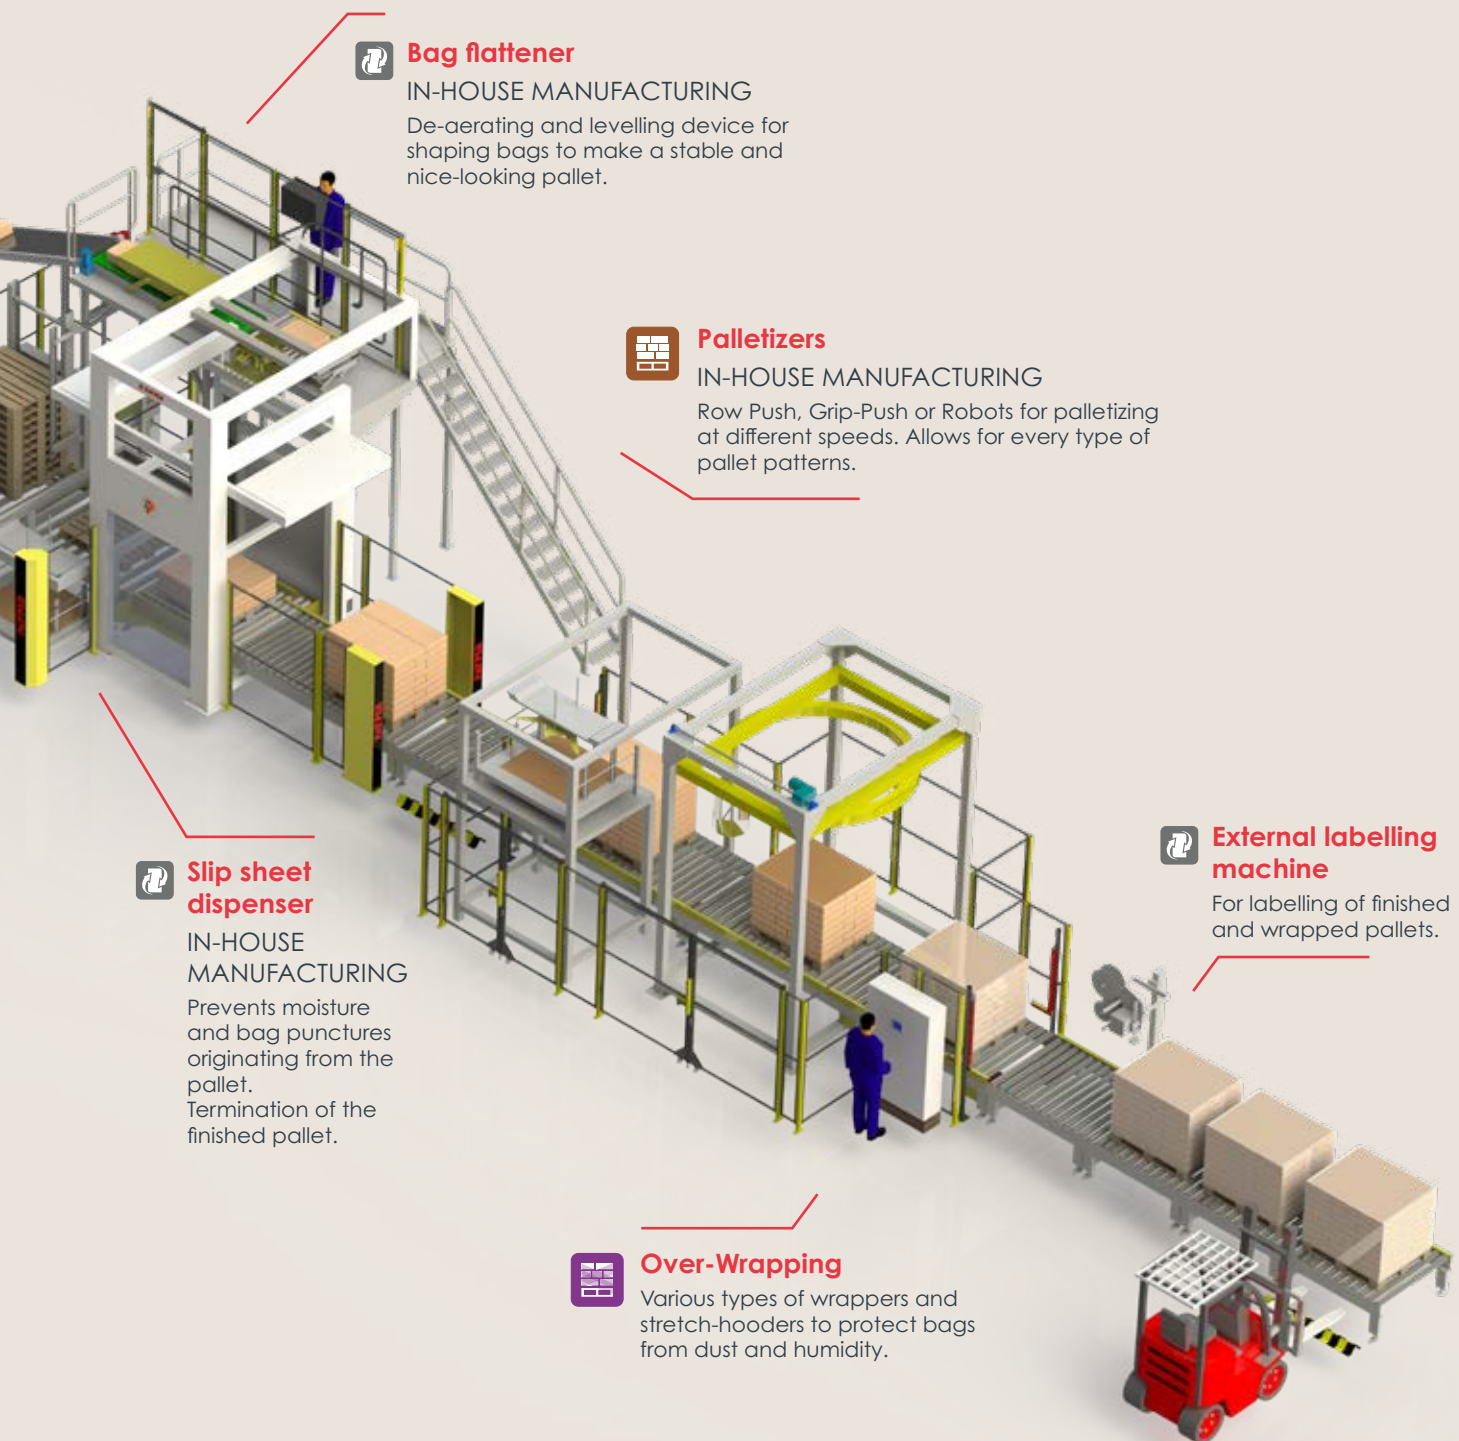 Bag flattener
IN-HOUSE MANUFACTURING
De-aerating and levelling device for
shaping bags to make a stable and
nice-looking pallet.
Palletizers
IN-HOUSE MANUFACTURING
Row Push, Grip-Push or Robots for palletizing
at different speeds. Allows for every type of
pallet patterns.
External labelling
machine
For labelling of finished
and wrapped pallets.
Slip sheet
dispenser
IN-HOUSE
MANUFACTURING
Prevents moisture
and bag punctures
originating from the
pallet.
Termination of the
finished pallet.
Over-Wrapping
Various types of wrappers and
stretch-hooders to protect bags
from dust and humidity.